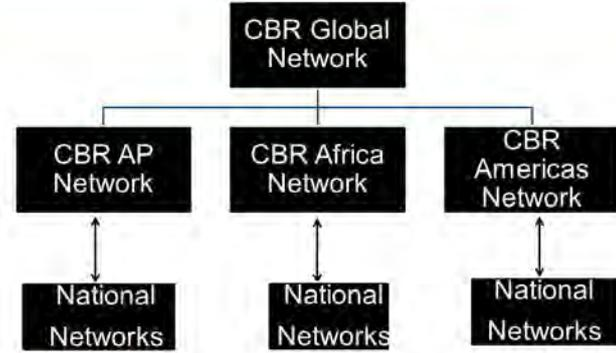 CBR Global
Network
CBR AP
Network
CBR Africa
Network
CBR
Americas
Network
National
Networks
National
Networks
National
Networks